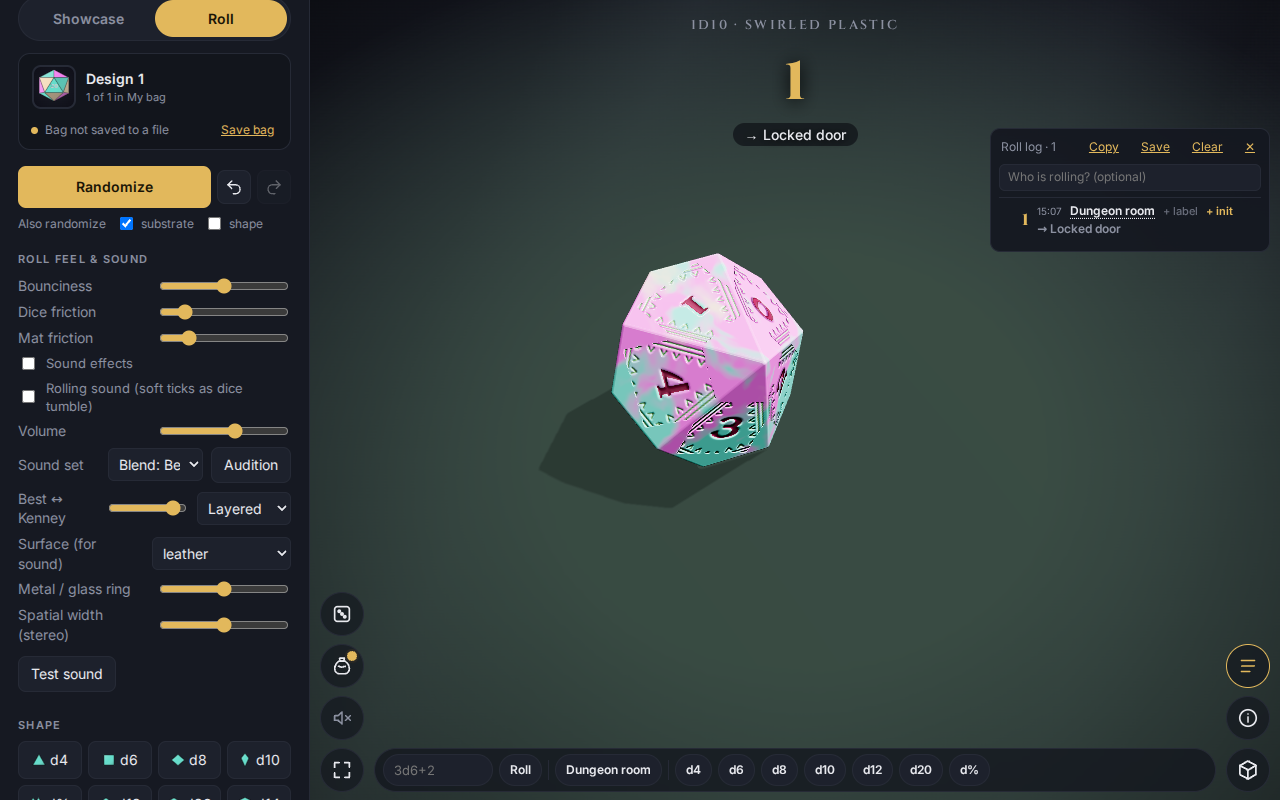 Showcase
Roll
Design 1
1 of 1 in My bag
Bag not saved to a file
Save bag
Randomize
Also randomize
substrate
shape
ROLL FEEL & SOUND
Bounciness
Dice friction
Mat friction
Sound effects
Rolling sound (soft ticks as dice
tumble)
Volume
Sound set
Blend: Be
Audition
Best ↔
Kenney
Layered
Surface (for
sound)
leather
Metal / glass ring
Spatial width
(stereo)
Test sound
SHAPE
d4
d6
d8
d10
1D10 · SWIRLED PLASTIC
1
→ Locked door
1
0
4
3
Roll log · 1
Copy
Save
Clear
✕
Who is rolling? (optional)
1
15:07
Dungeon room
+ label
+ init
→ Locked door
3d6+2
Roll
Dungeon room
d4
d6
d8
d10
d12
d20
d%